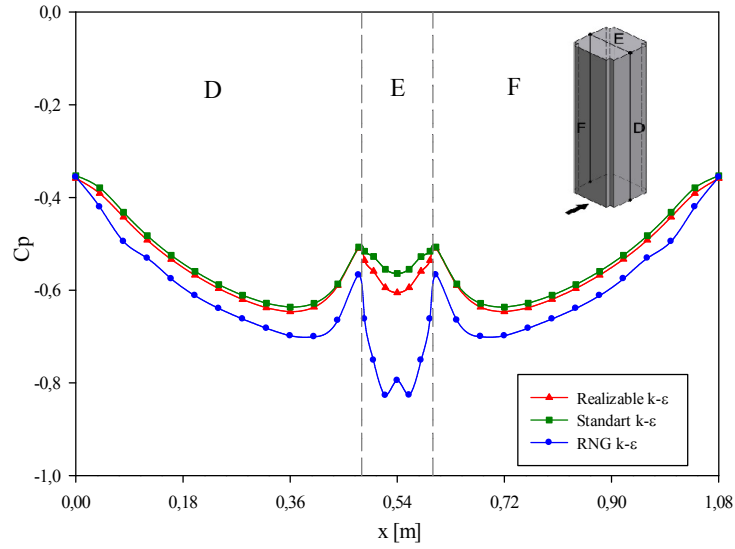 -0,0
-0,2
-0,4
-0,6
-0,8
-1,0
Cp
D
E
F
E
F
D
Realizable k-ε
Standart k-ε
RNG k-ε
0,00
0,18
0,36
0,54
0,72
0,90
1,08
x [m]